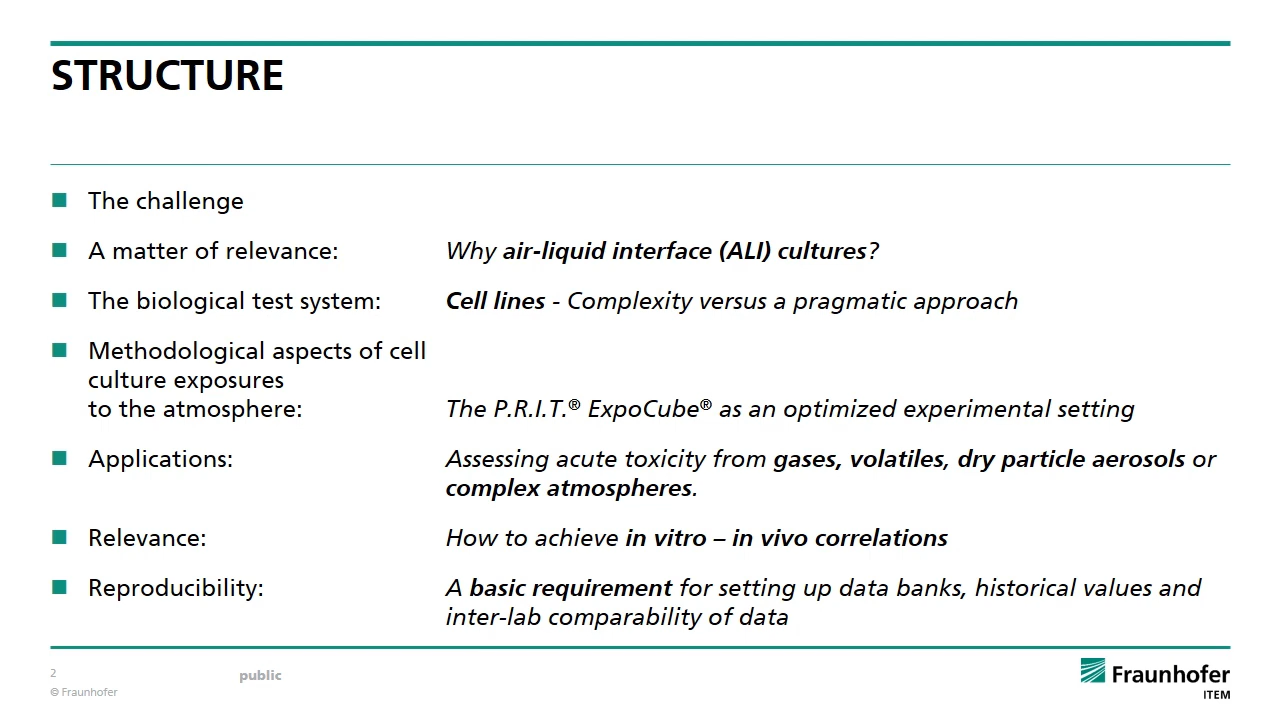 STRUCTURE
The challenge
A matter of relevance: Why air-liquid interface (ALI) cultures?
The biological test system: Cell lines - Complexity versus a pragmatic approach
Methodological aspects of cell
culture exposures
to the atmosphere: The P.R.I.T.® ExpoCube® as an optimized experimental setting
Applications: Assessing acute toxicity from gases, volatiles, dry particle aerosols or
complex atmospheres.
Relevance: How to achieve in vitro – in vivo correlations
Reproducibility: A basic requirement for setting up data banks, historical values and
inter-lab comparability of data
2
public
© Fraunhofer
Fraunhofer
ITEM